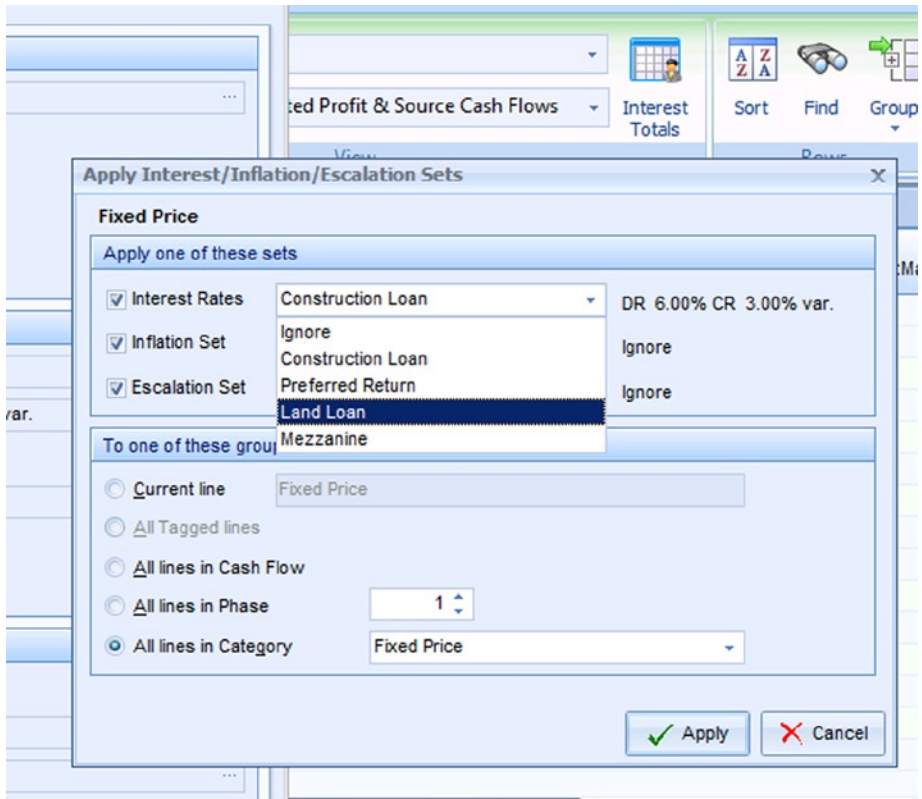 ...
ted Profit & Source Cash Flows
Interest
Totals
A Z
Z A
Sort
Find
Group
View
Rows
Apply Interest/Inflation/Escalation Sets
Fixed Price
Apply one of these sets
Interest Rates
Construction Loan
DR 6.00% CR 3.00% var.
Ignore
Inflation Set
Construction Loan
Ignore
Escalation Set
Preferred Return
Ignore
var.
Land Loan
Mezzanine
To one of these grou
Current line
Fixed Price
All Tagged lines
All lines in Cash Flow
All lines in Phase
1
All lines in Category
Fixed Price
Apply
Cancel
...